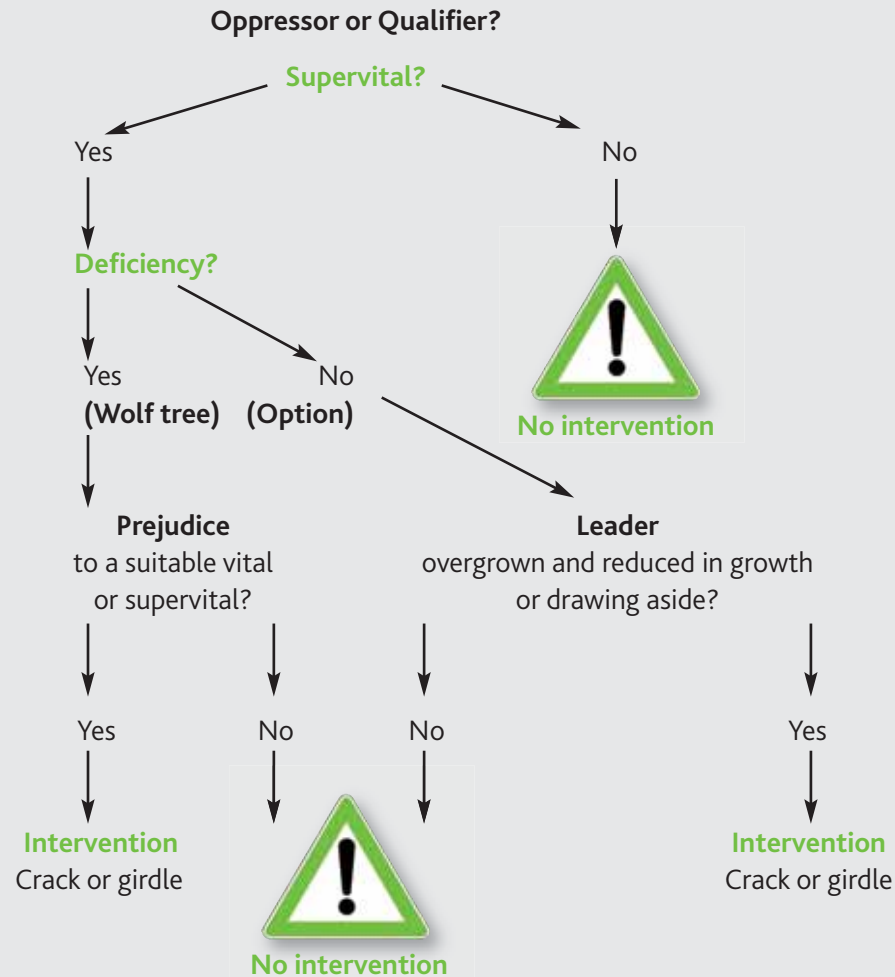 Oppressor or Qualifier?
Supervital?
Yes
No
Deficiency?
Yes
No
(Wolf tree)
(Option)
No intervention
Prejudice
to a suitable vital
or supervital?
Leader
overgrown and reduced in growth
or drawing aside?
Yes
No
No
Yes
Intervention
Crack or girdle
Intervention
Crack or girdle
No intervention